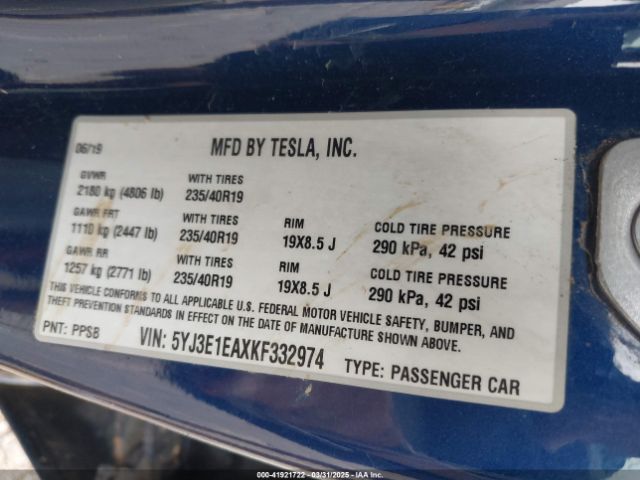 06/19 MFD BY TESLA, INC.
GVWR WITH TIRES
2180 kg (4806 lb) 235/40R19
GAWR FRT WITH TIRES RIM COLD TIRE PRESSURE
1110 kg (2447 lb) 235/40R19 19X8.5 J 290 kPa, 42 psi
GAWR RR WITH TIRES RIM COLD TIRE PRESSURE
1257 kg (2771 lb) 235/40R19 19X8.5 J 290 kPa, 42 psi
THIS VEHICLE CONFORMS TO ALL APPLICABLE U.S. FEDERAL MOTOR VEHICLE SAFETY, BUMPER, AND
THEFT PREVENTION STANDARDS IN EFFECT ON THE DATE OF MANUFACTURE SHOWN ABOVE.
PNT: PPSB VIN: 5YJ3E1EAXKF332974 TYPE: PASSENGER CAR
000-41921722 - 03/31/2025 - IAAI.COM